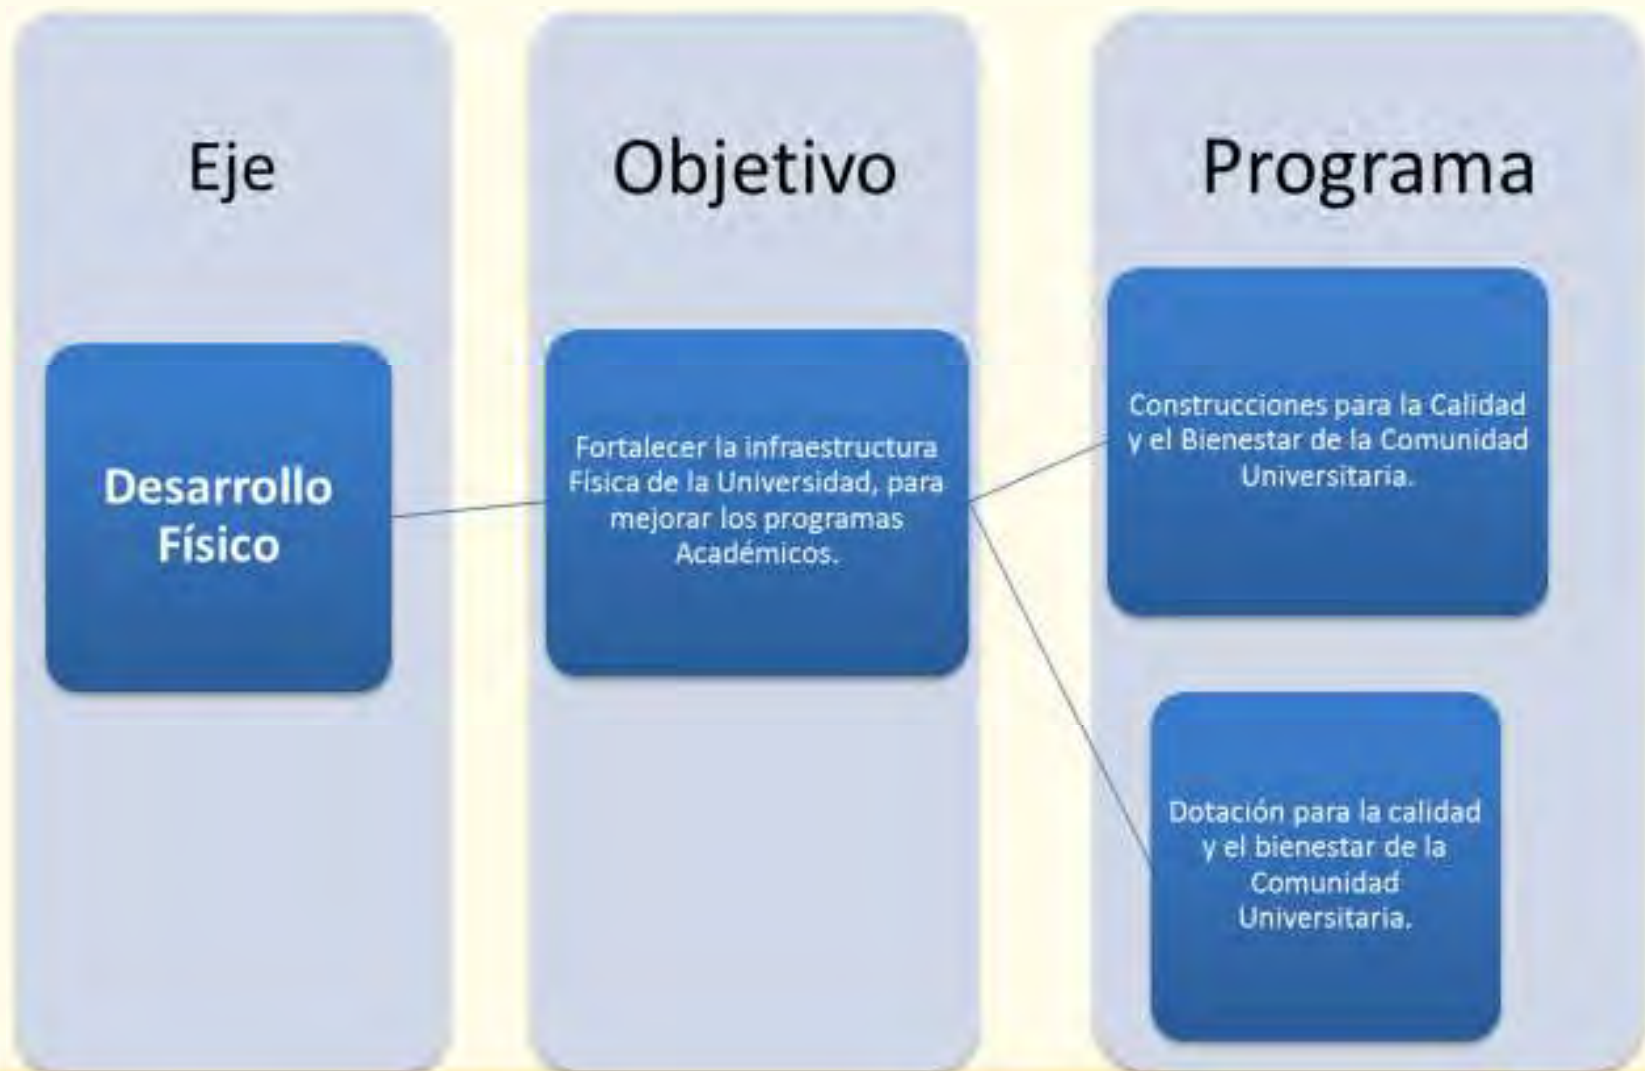 Eje
Desarrollo
Físico
Objetivo
Fortalecer la infraestructura
Física de la Universidad, para
mejorar los programas
Académicos.
Programa
Construcciones para la Calidad
y el Bienestar de la Comunidad
Universitaria.
Dotación para la calidad
y el bienestar de la
Comunidad
Universitaria.